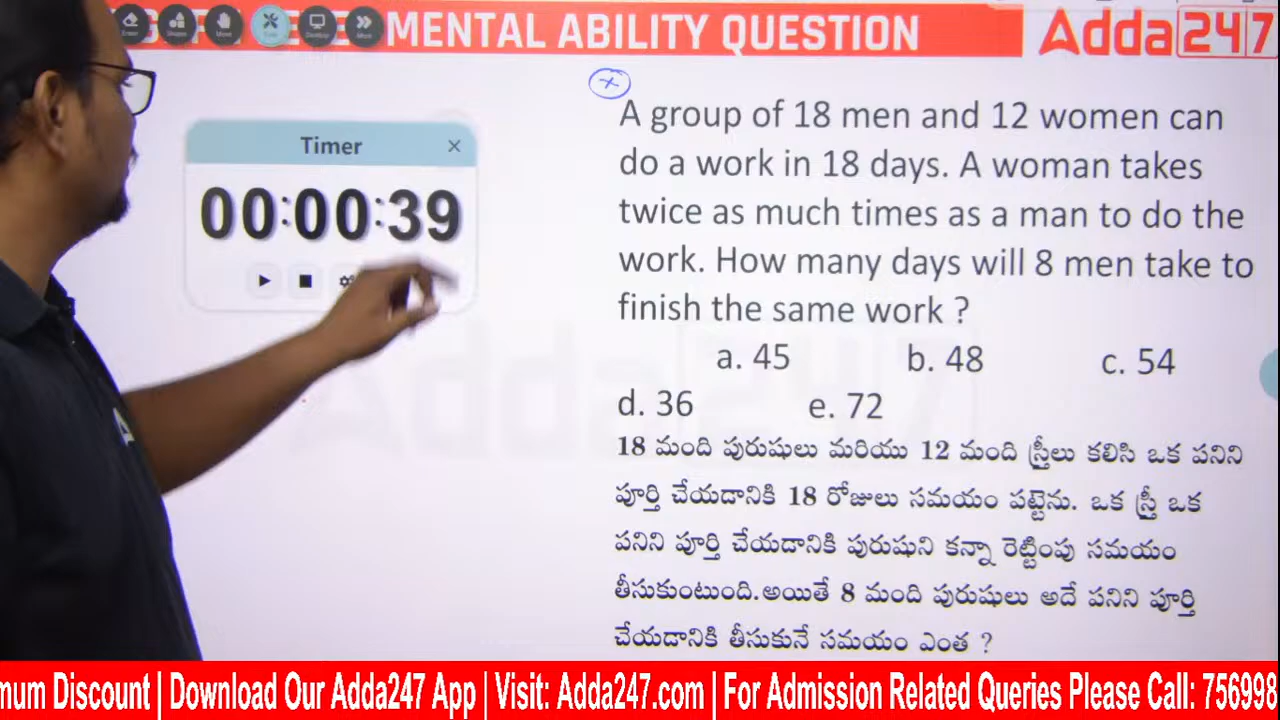 MENTAL ABILITY QUESTION
Adda247
Timer
00:00:39
A group of 18 men and 12 women can
do a work in 18 days. A woman takes
twice as much times as a man to do the
work. How many days will 8 men take to
finish the same work ?
a. 45 b. 48 c. 54
d. 36 e. 72
18 మంది పురుషులు మరియు 12 మంది స్త్రీలు కలిసి ఒక పనిని
పూర్తి చేయడానికి 18 రోజులు సమయం పట్టెను. ఒక స్త్రీ ఒక
పనిని పూర్తి చేయడానికి పురుషుని కన్నా రెట్టింపు సమయం
తీసుకుంటుంది.అయితే 8 మంది పురుషులు అదే పనిని పూర్తి
చేయడానికి తీసుకునే సమయం ఎంత ?
mum Discount | Download Our Adda247 App | Visit: Adda247.com | For Admission Related Queries Please Call: 756998